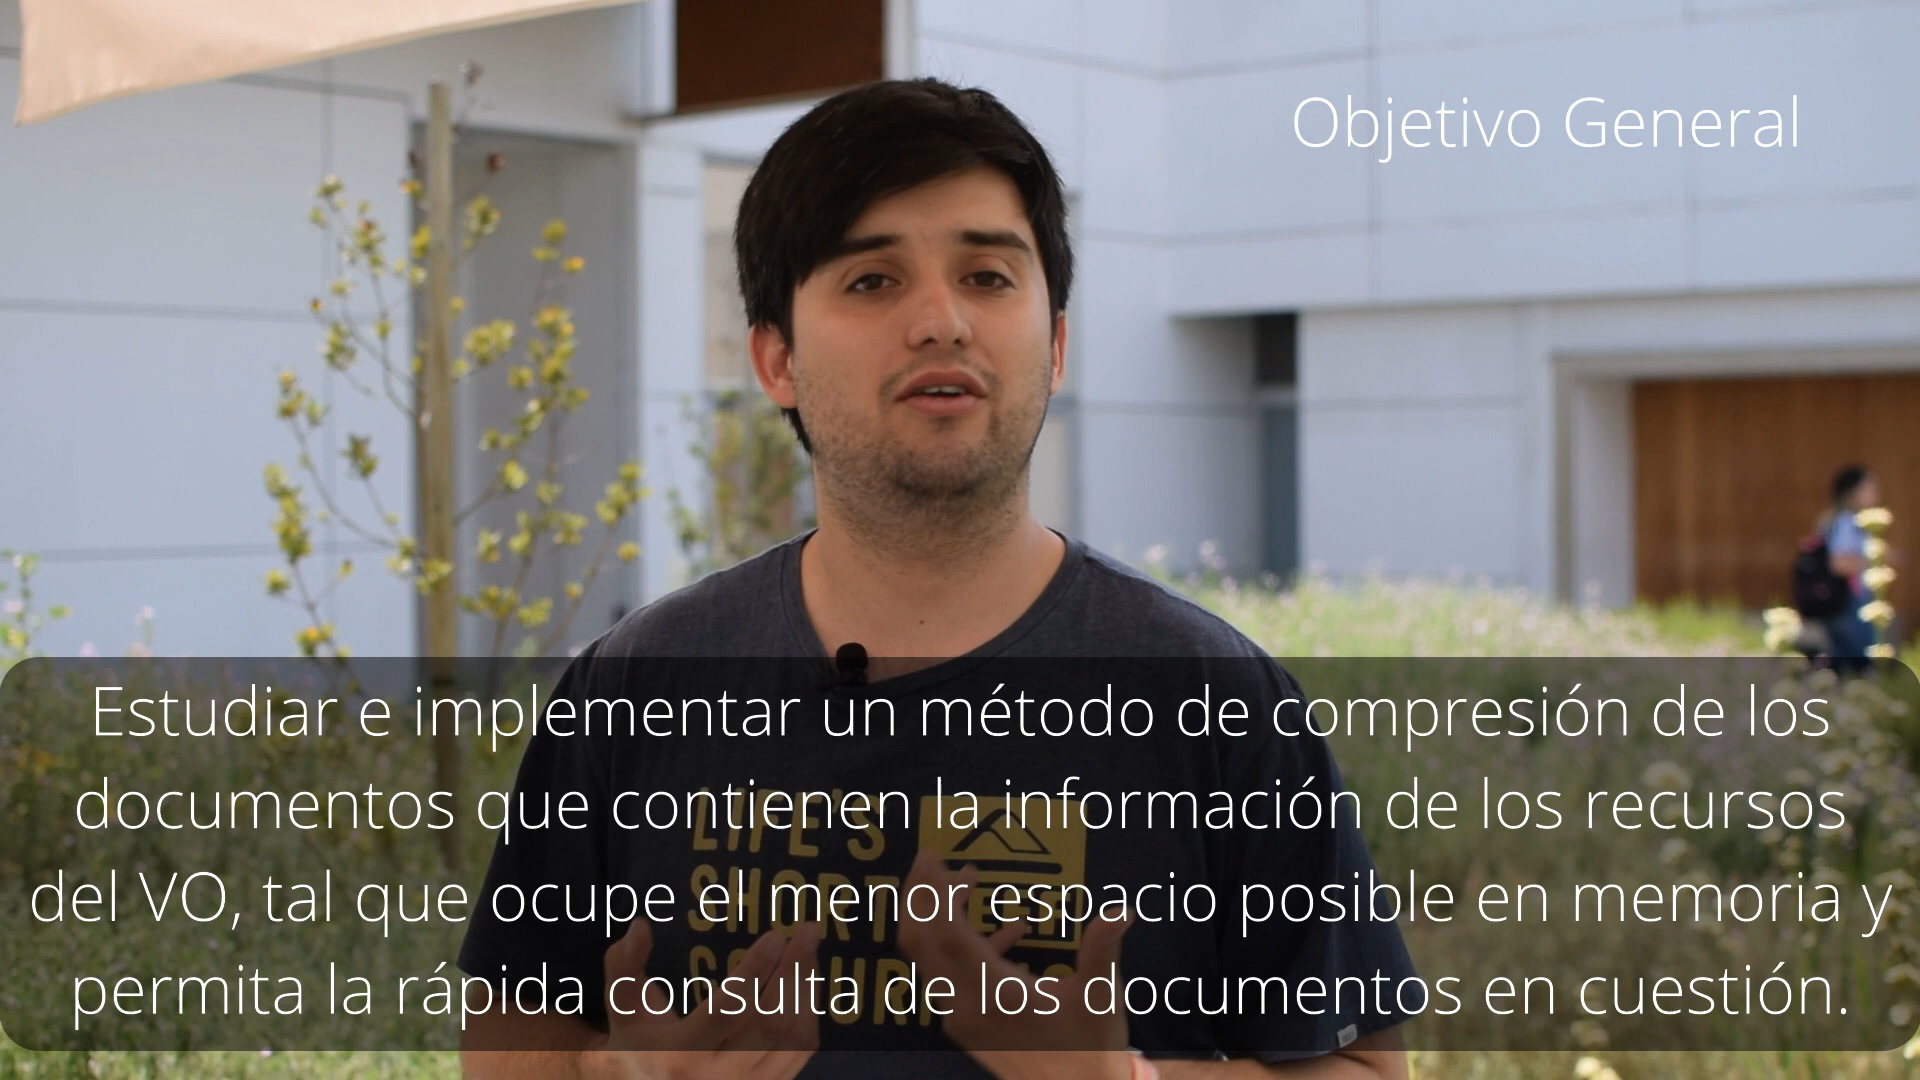 Objetivo General
Estudiar e implementar un método de compresión de los
documentos que contienen la información de los recursos
del VO, tal que ocupe el menor espacio posible en memoria y
permita la rápida consulta de los documentos en cuestión.
LIFE'S
SHORT